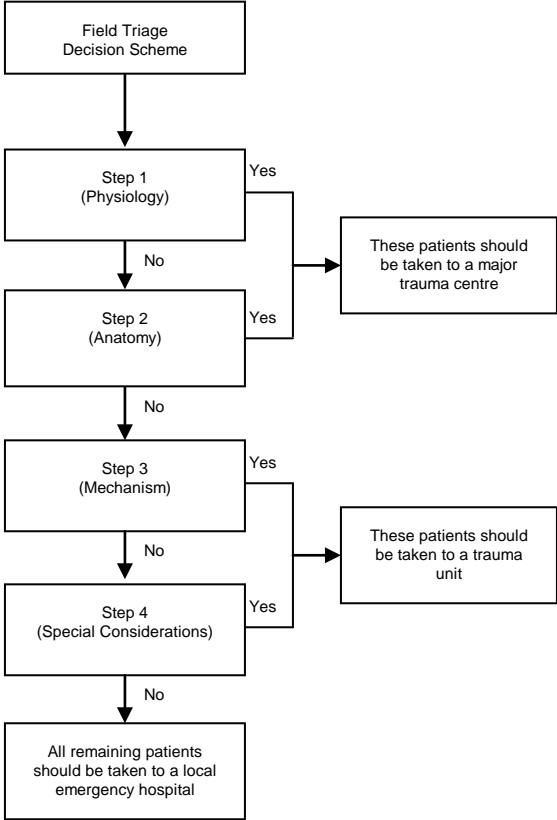 Field Triage
Decision Scheme
Step 1
(Physiology)
Yes
These patients should
be taken to a major
trauma centre
No
Step 2
(Anatomy)
Yes
No
Step 3
(Mechanism)
Yes
These patients should
be taken to a trauma
unit
No
Step 4
(Special Considerations)
Yes
No
All remaining patients
should be taken to a local
emergency hospital